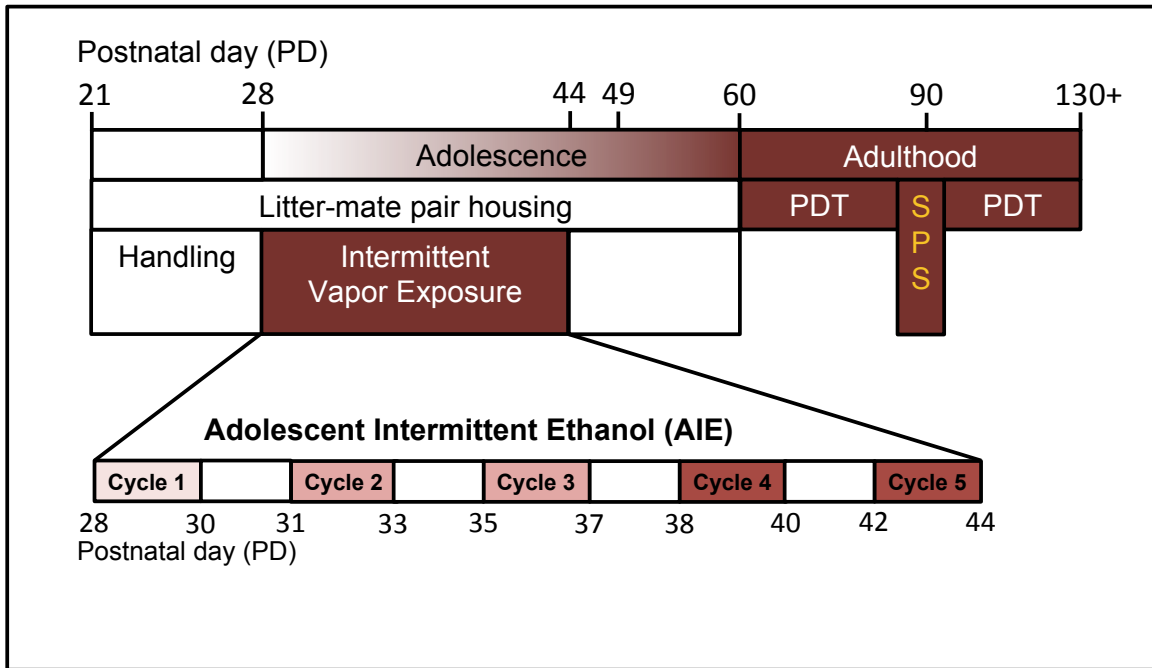 Postnatal day (PD)
21 28 44 49 60 90 130+
Adolescence Adulthood
Litter-mate pair housing PDT S P S PDT
Handling Intermittent
Vapor Exposure
Adolescent Intermittent Ethanol (AIE)
Cycle 1 Cycle 2 Cycle 3 Cycle 4 Cycle 5
28 30 31 33 35 37 38 40 42 44
Postnatal day (PD)